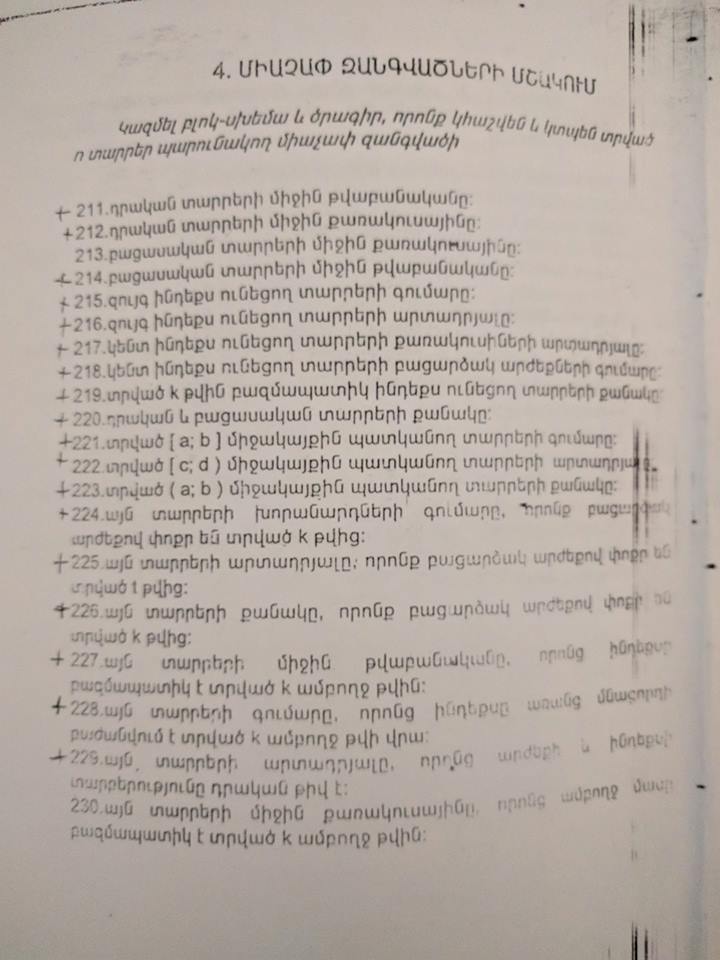 4. ՄԻԱՉԱՓ ԶԱՆԳՎԱԾՆԵՐԻ ՄՇԱԿՈՒՄ
Կազմել բլոկ-սխեմա և ծրագիր, որոնք կհաշվեն և կտպեն տրված
n տարրեր պարունակող միաչափ զանգվածի
+ 211.դրական տարրերի միջին թվաբանականը:
+ 212.դրական տարրերի միջին քառակուսայինը:
213.բացասական տարրերի միջին քառակուսայինը:
+ 214.բացասական տարրերի միջին թվաբանականը:
+ 215.զույգ ինդեքս ունեցող տարրերի գումարը:
+ 216.զույգ ինդեքս ունեցող տարրերի արտադրյալը:
+ 217.կենտ ինդեքս ունեցող տարրերի քառակուսիների արտադրյալը:
+ 218.կենտ ինդեքս ունեցող տարրերի բացարձակ արժեքների գումարը:
+ 219.տրված k թվին բազմապատիկ ինդեքս ունեցող տարրերի քանակը:
+ 220.դրական և բացասական տարրերի քանակը:
+ 221.տրված [ a; b ] միջակայքին պատկանող տարրերի գումարը:
+ 222.տրված [ c; d ) միջակայքին պատկանող տարրերի արտադրյալը:
+ 223.տրված ( a; b ) միջակայքին պատկանող տարրերի քանակը:
+ 224.այն տարրերի խորանարդների գումարը, որոնք բացարձակ
արժեքով փոքր են տրված k թվից:
+ 225.այն տարրերի արտադրյալը, որոնք բացարձակ արժեքով փոքր են
տրված t թվից:
+ 226.այն տարրերի քանակը, որոնք բացարձակ արժեքով փոքր են
տրված k թվից:
+ 227.այն տարրերի միջին թվաբանականը, որոնց ինդեքսը
բազմապատիկ է տրված k ամբողջ թվին:
+ 228.այն տարրերի գումարը, որոնց ինդեքսը առանց մնացորդի
բաժանվում է տրված k ամբողջ թվի վրա:
+ 229.այն տարրերի արտադրյալը, որոնց արժեքի և ինդեքսի
տարբերությունը դրական թիվ է:
230.այն տարրերի միջին քառակուսայինը, որոնց ամբողջ մասը
բազմապատիկ է տրված k ամբողջ թվին: